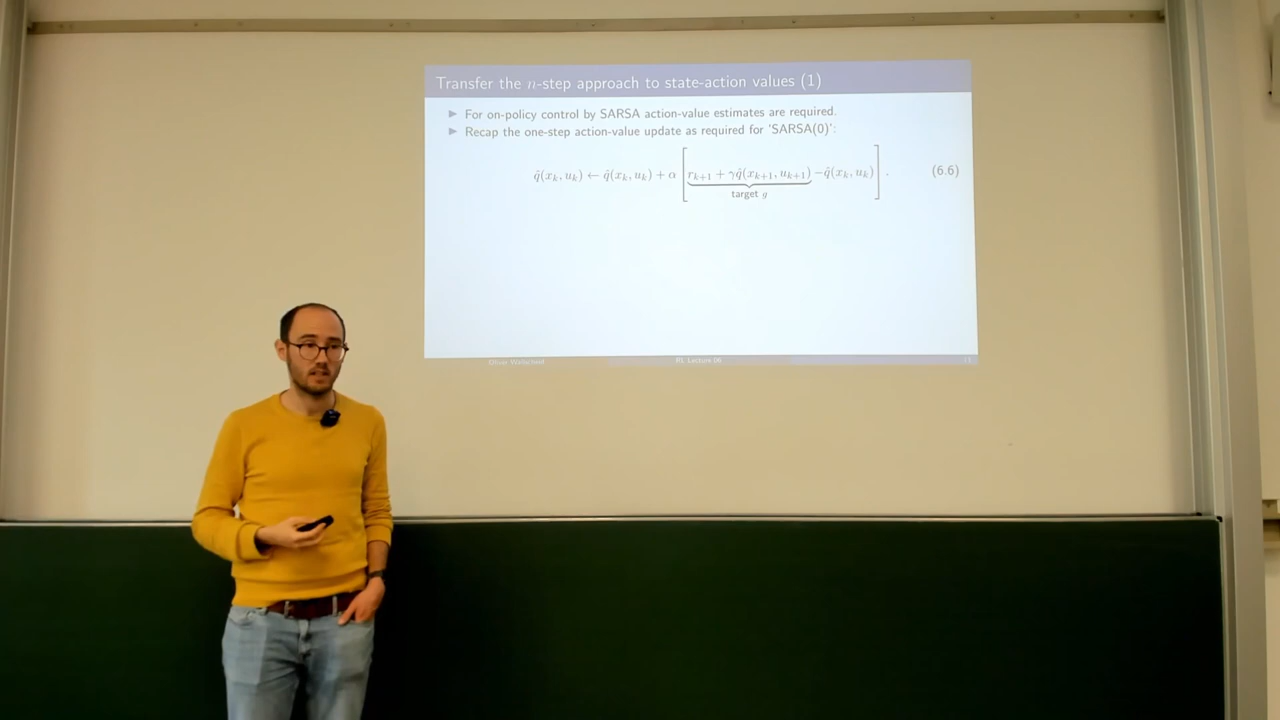 Transfer the n-step approach to state-action values (1)
► For on-policy control by SARSA action-value estimates are required.
► Recap the one-step action-value update as required for 'SARSA(0)':
q̂(x_k, u_k) ← q̂(x_k, u_k) + α [r_{k+1} + γq̂(x_{k+1}, u_{k+1}) − q̂(x_k, u_k)] . (6.6)
target g
Oliver Wallscheid RL Lecture 06